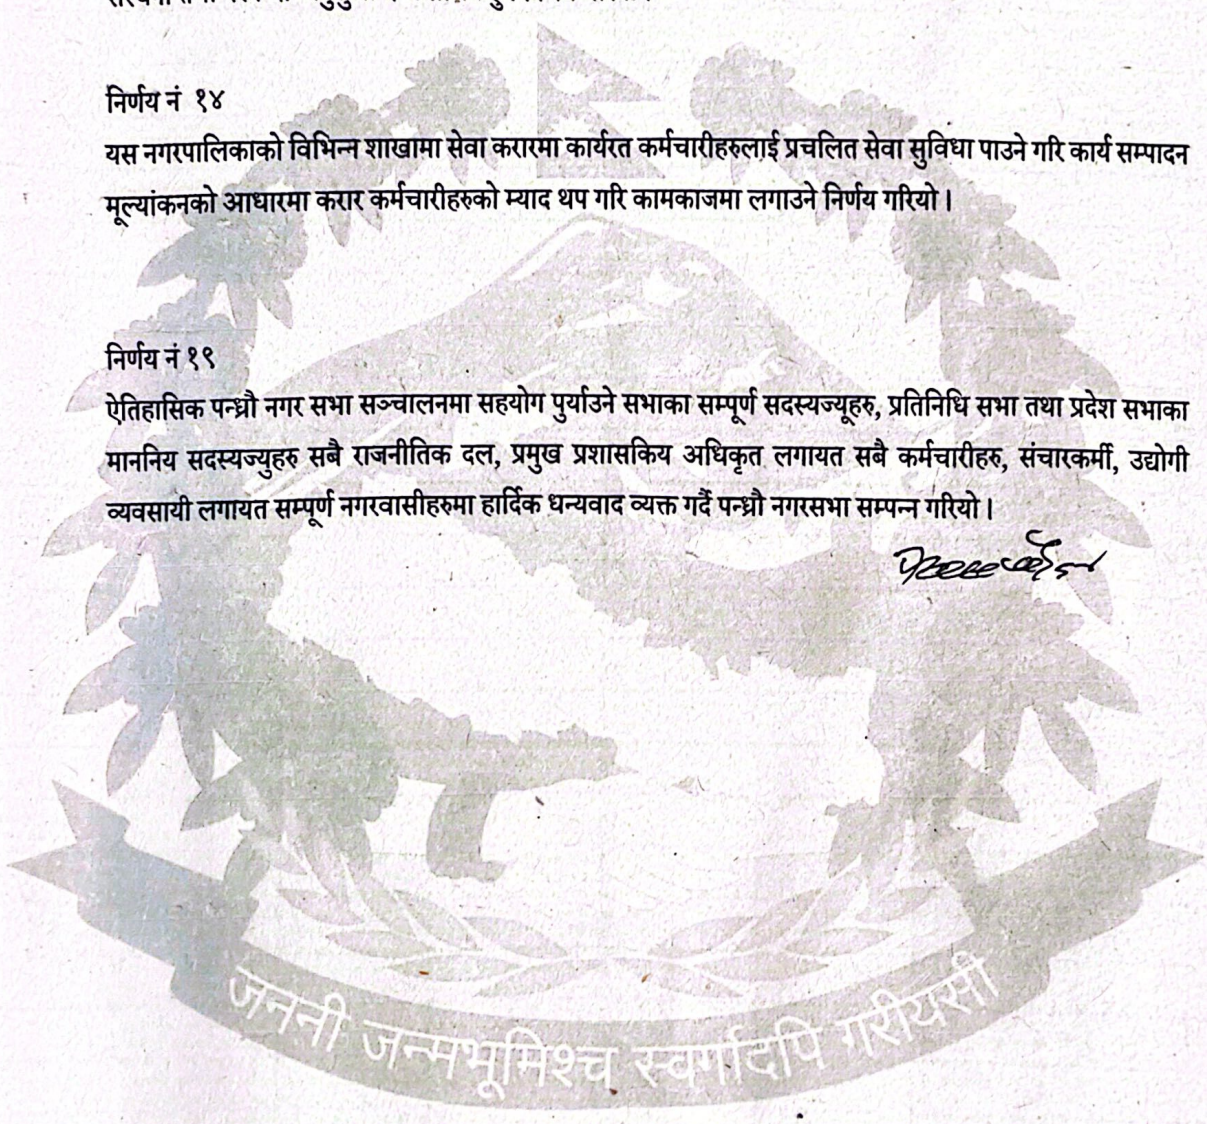 निर्णय नं १४
यस नगरपालिकाको विभिन्न शाखामा सेवा करारमा कार्यरत कर्मचारीहरुलाई प्रचलित सेवा सुविधा पाउने गरि कार्य सम्पादन
मूल्यांकनको आधारमा करार कर्मचारीहरुको म्याद थप गरि कामकाजमा लगाउने निर्णय गरियो ।
निर्णय नं १९
ऐतिहासिक पन्ध्रौ नगर सभा सञ्चालनमा सहयोग पुर्याउने सभाका सम्पूर्ण सदस्यज्यूहरु, प्रतिनिधि सभा तथा प्रदेश सभाका
माननिय सदस्यज्युहरु सबै राजनीतिक दल, प्रमुख प्रशासकिय अधिकृत लगायत सबै कर्मचारीहरु, संचारकर्मी, उद्योगी
व्यवसायी लगायत सम्पूर्ण नगरवासीहरुमा हार्दिक धन्यवाद व्यक्त गर्दै पन्ध्रौ नगरसभा सम्पन्न गरियो ।
जननी जन्मभूमिश्च स्वर्गादपि गरीयसी